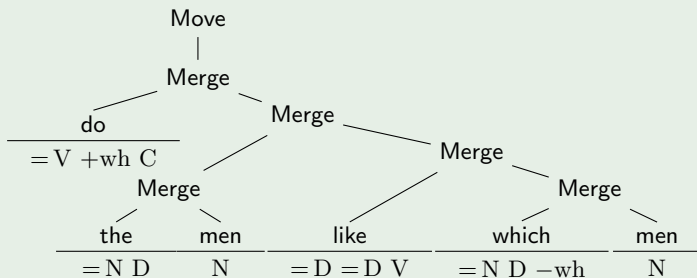 Move
Merge
do Merge
=V +wh C Merge
Merge Merge
the men like which men
=N D N =D =D V =N D −wh N